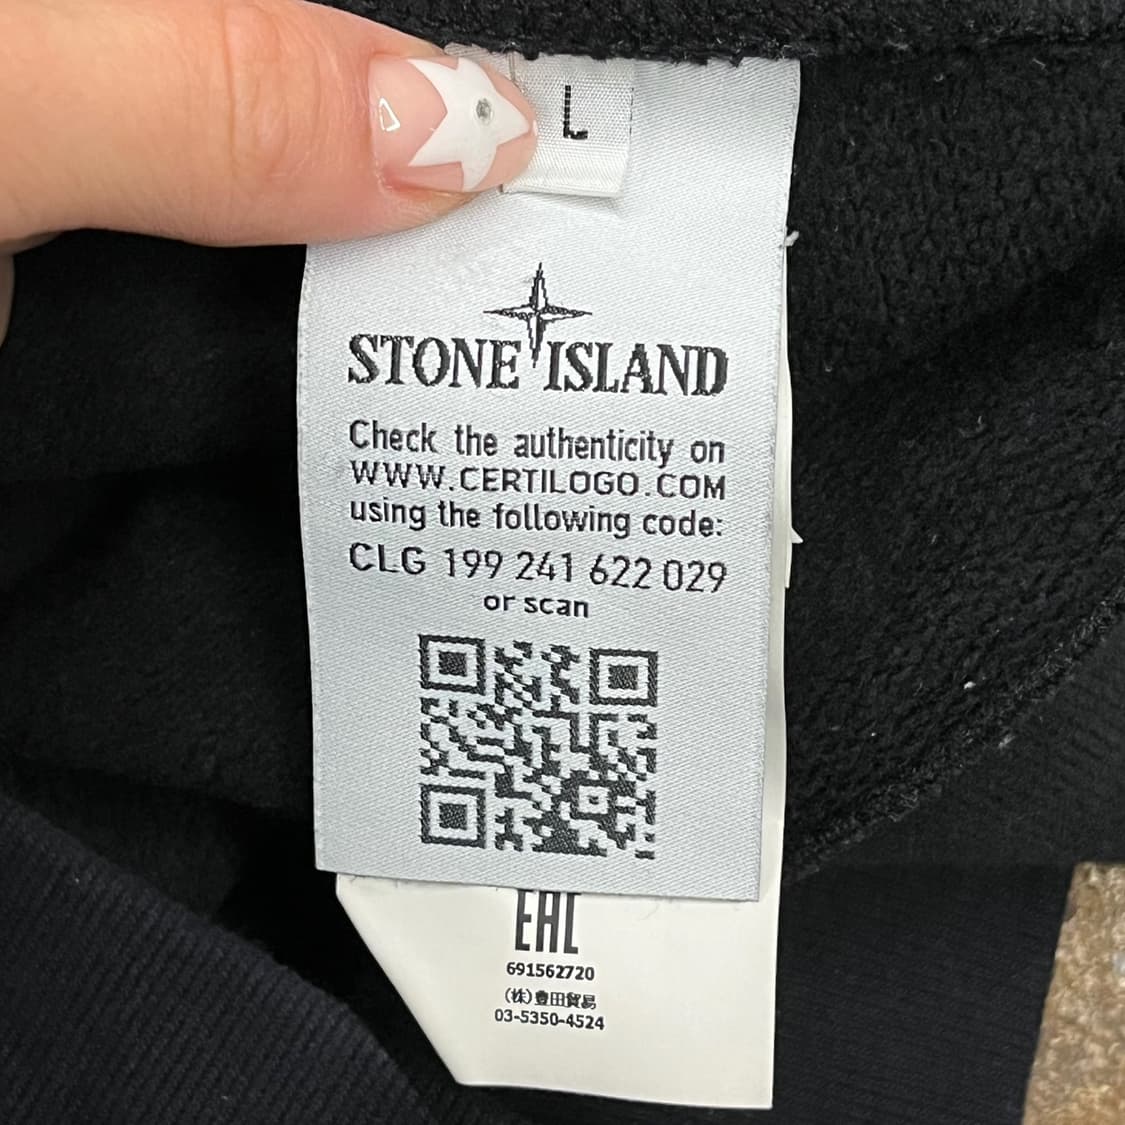 L
STONE ISLAND
Check the authenticity on
WWW.CERTILOGO.COM
using the following code:
CLG 199 241 622 029
or scan
EAC
691562720
(株)豊田貿易
03-5350-4524